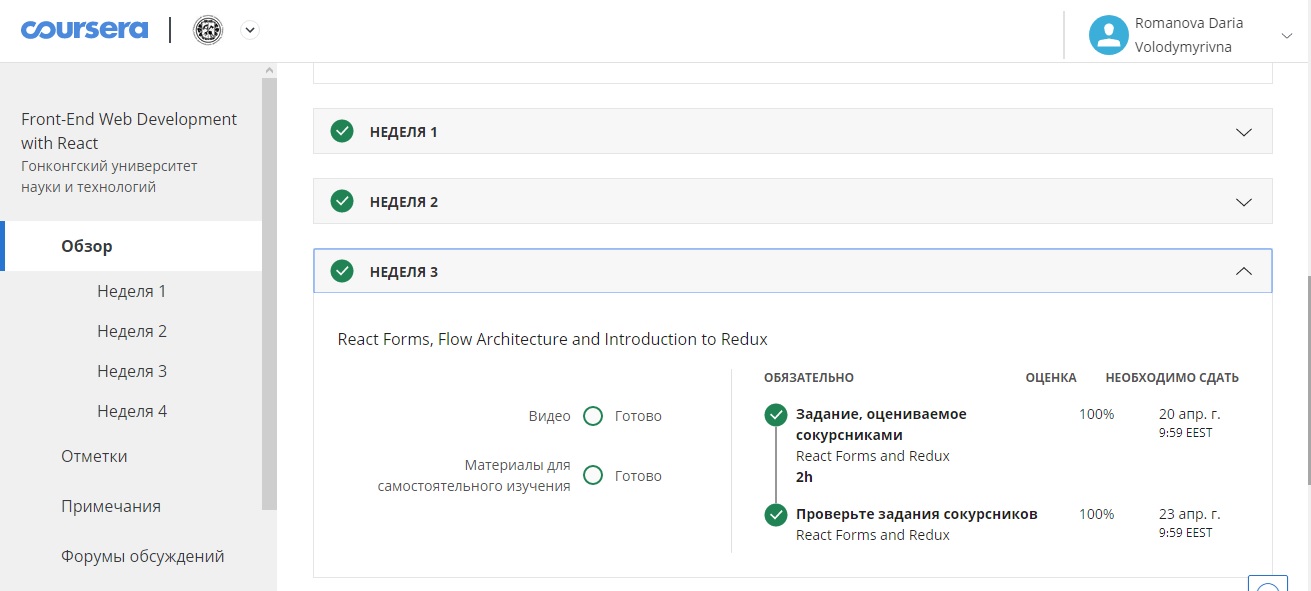 coursera
Romanova Daria
Volodymyrivna
Front-End Web Development
with React
Гонконгский университет
науки и технологий
Обзор
Неделя 1
Неделя 2
Неделя 3
Неделя 4
Отметки
Примечания
Форумы обсуждений
НЕДЕЛЯ 1
НЕДЕЛЯ 2
НЕДЕЛЯ 3
React Forms, Flow Architecture and Introduction to Redux
Видео Готово
Материалы для
самостоятельного изучения Готово
ОБЯЗАТЕЛЬНО ОЦЕНКА НЕОБХОДИМО СДАТЬ
Задание, оцениваемое 100% 20 апр. г.
сокурсниками 9:59 EEST
React Forms and Redux
2h
Проверьте задания сокурсников 100% 23 апр. г.
React Forms and Redux 9:59 EEST